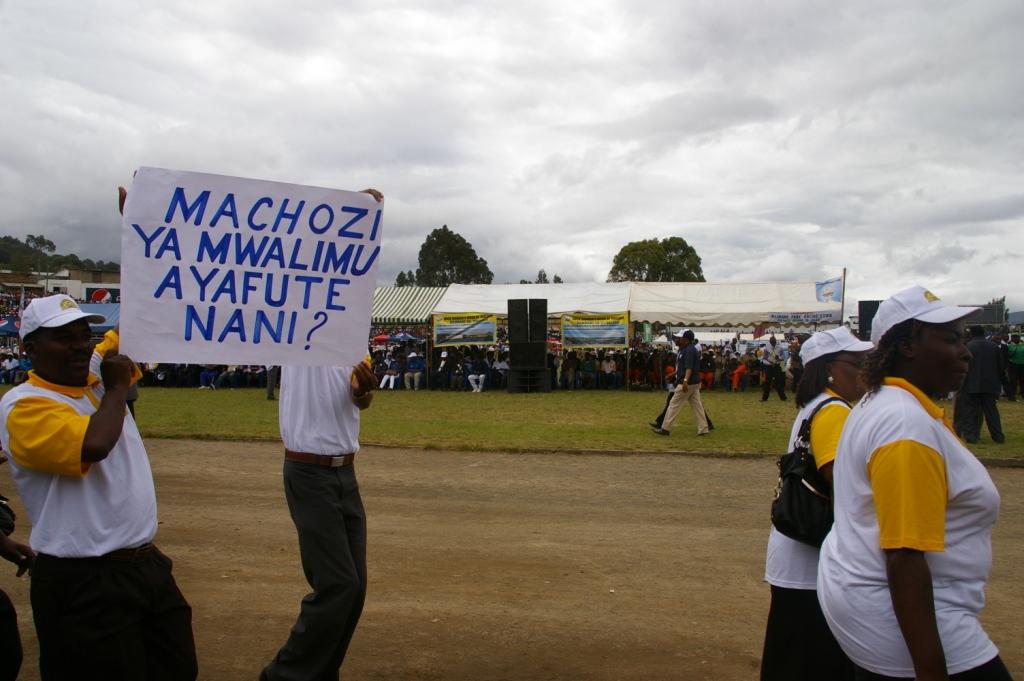 MACHOZI
YA MWALIMU
AYAFUTE
NANI?